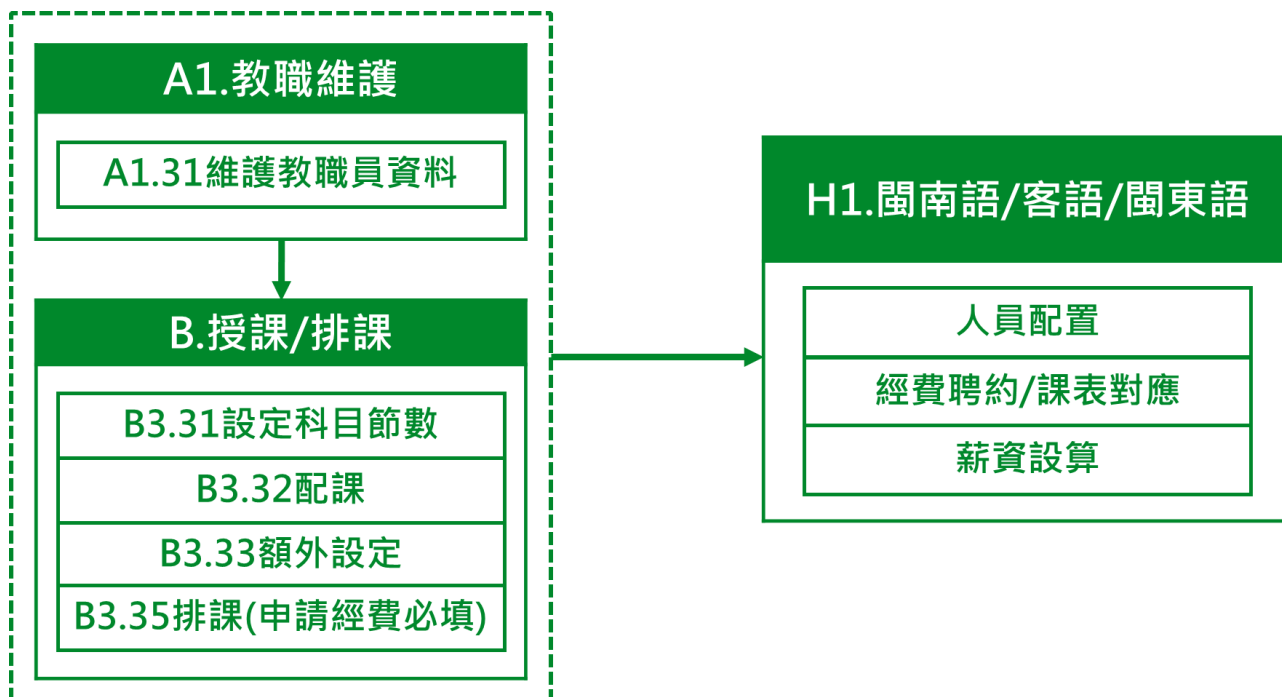 A1.教職維護
A1.31維護教職員資料
B.授課/排課
B3.31設定科目節數
B3.32配課
B3.33額外設定
B3.35排課(申請經費必填)
H1.閩南語/客語/閩東語
人員配置
經費聘約/課表對應
薪資設算